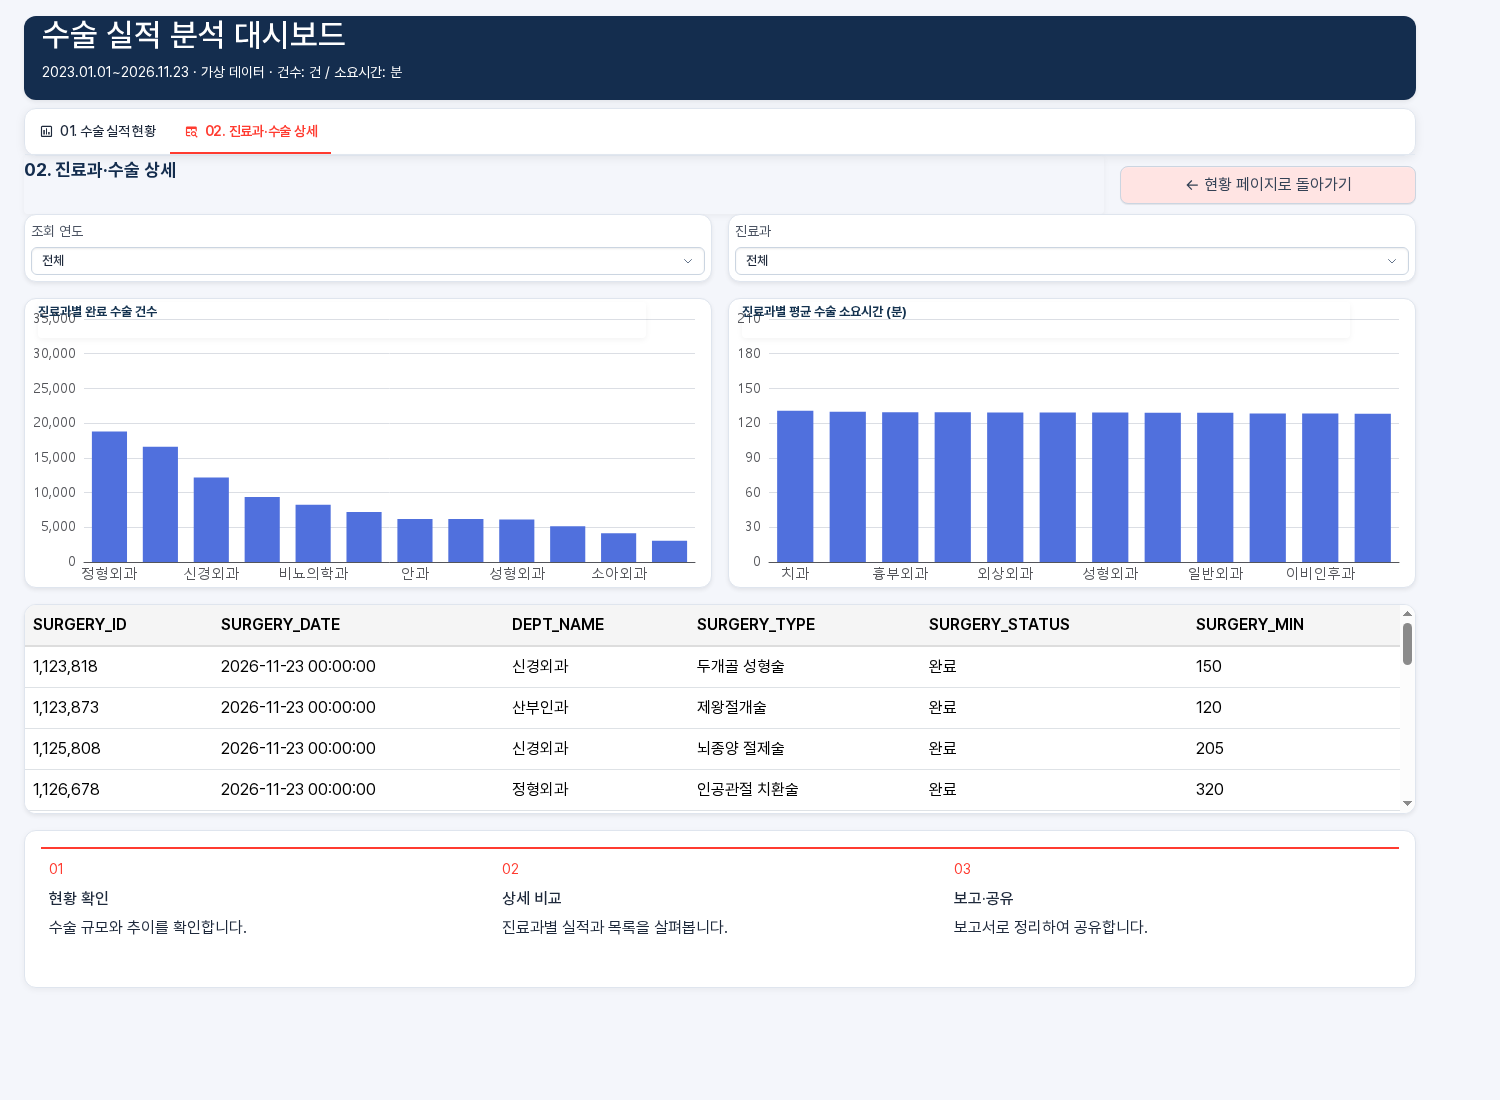 수술 실적 분석 대시보드
2023.01.01~2026.11.23 · 가상 데이터 · 건수: 건 / 소요시간: 분
01. 수술 실적 현황
02. 진료과·수술 상세
02. 진료과·수술 상세
← 현황 페이지로 돌아가기
조회 연도
전체
진료과
전체
진료과별 완료 수술 건수
35,000
30,000
25,000
20,000
15,000
10,000
5,000
0
정형외과 신경외과 비뇨의학과 안과 성형외과 소아외과
진료과별 평균 수술 소요시간 (분)
210
180
150
120
90
60
30
0
치과 흉부외과 외상외과 성형외과 일반외과 이비인후과
SURGERY_ID SURGERY_DATE DEPT_NAME SURGERY_TYPE SURGERY_STATUS SURGERY_MIN
1,123,818 2026-11-23 00:00:00 신경외과 두개골 성형술 완료 150
1,123,873 2026-11-23 00:00:00 산부인과 제왕절개술 완료 120
1,125,808 2026-11-23 00:00:00 신경외과 뇌종양 절제술 완료 205
1,126,678 2026-11-23 00:00:00 정형외과 인공관절 치환술 완료 320
01
현황 확인
수술 규모와 추이를 확인합니다.
02
상세 비교
진료과별 실적과 목록을 살펴봅니다.
03
보고·공유
보고서로 정리하여 공유합니다.